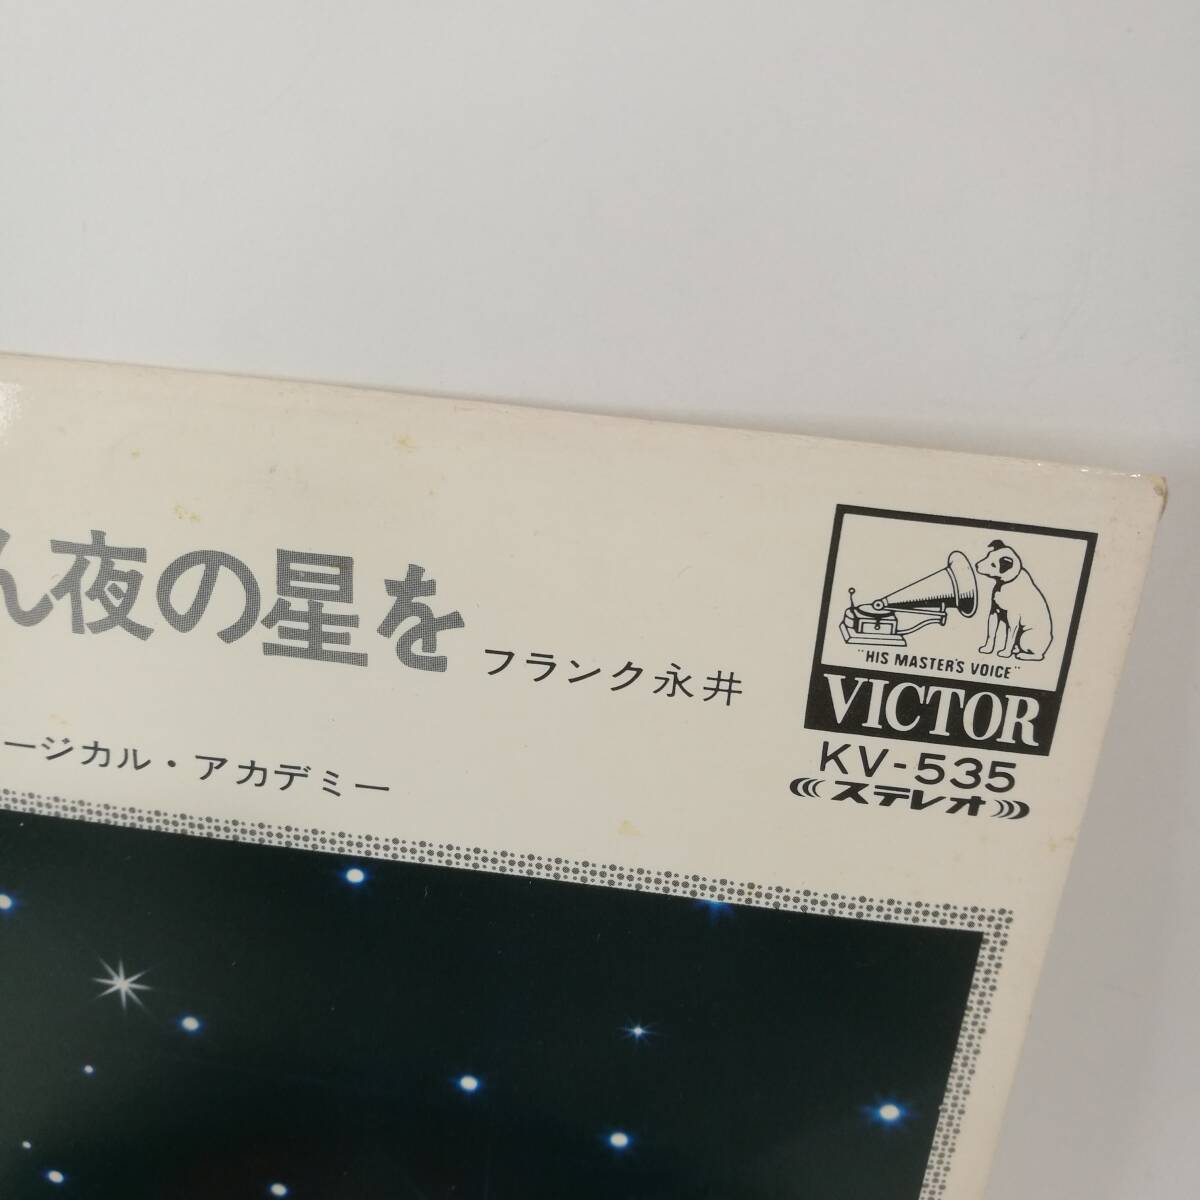 ん夜の星を
フランク永井
ージカル・アカデミー
"HIS MASTER'S VOICE"
VICTOR
KV-535
ステレオ